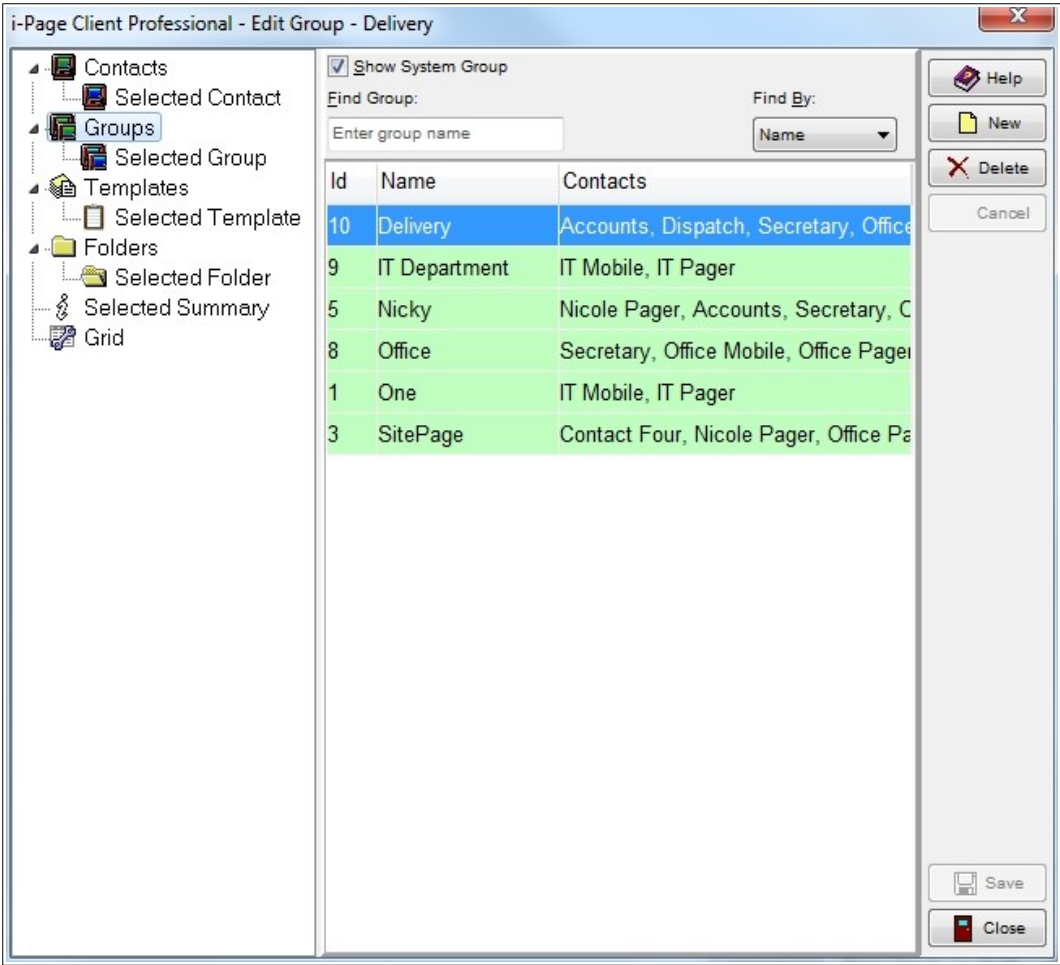 i-Page Client Professional - Edit Group - Delivery
Contacts
Selected Contact
Groups
Selected Group
Templates
Selected Template
Folders
Selected Folder
Selected Summary
Grid
Show System Group
Find Group:
Find By:
Enter group name
Name
Id Name Contacts
10 Delivery Accounts, Dispatch, Secretary, Office
9 IT Department IT Mobile, IT Pager
5 Nicky Nicole Pager, Accounts, Secretary,
8 Office Secretary, Office Mobile, Office Pager
1 One IT Mobile, IT Pager
3 SitePage Contact Four, Nicole Pager, Office Pa
Help
New
Delete
Cancel
Save
Close